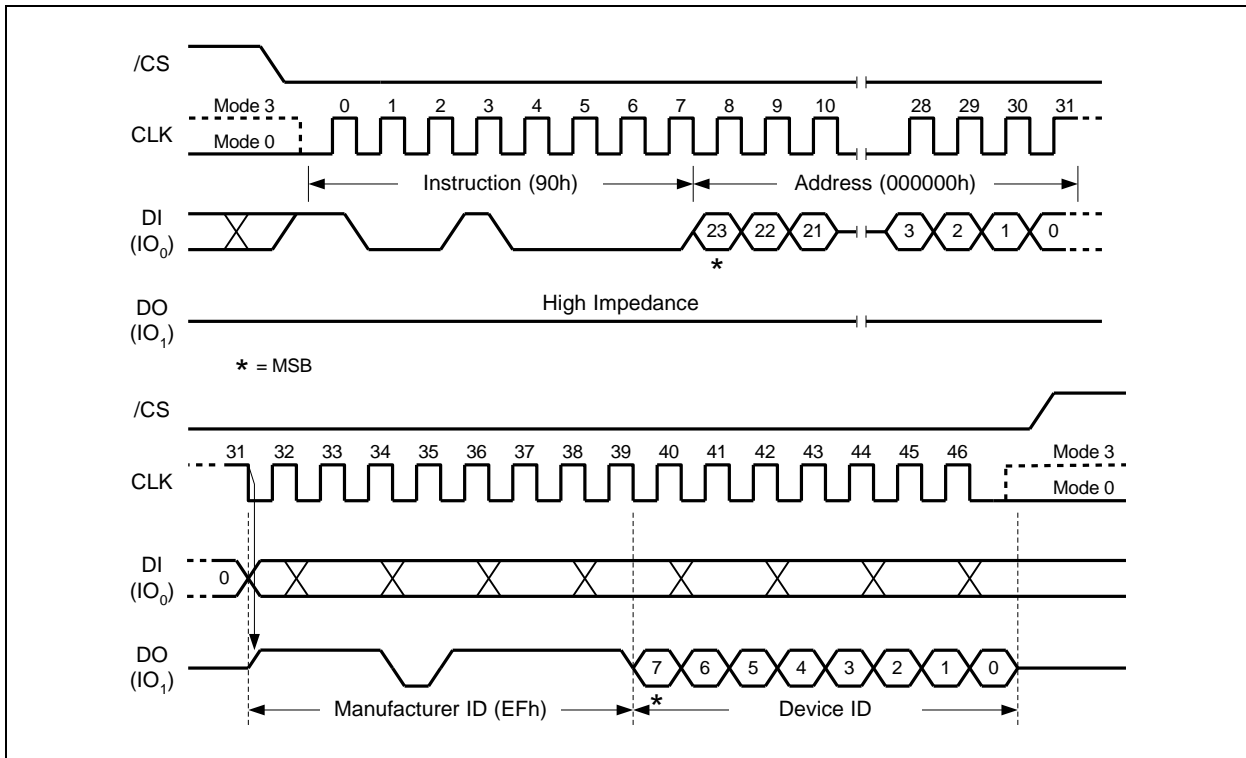 /CS
Mode 3
0 1 2 3 4 5 6 7 8 9 10 28 29 30 31
CLK
Mode 0
Instruction (90h) Address (000000h)
DI
(IO0)
23 22 21 3 2 1 0
*
DO
(IO1)
High Impedance
* = MSB
/CS
31 32 33 34 35 36 37 38 39 40 41 42 43 44 45 46
Mode 3
CLK
Mode 0
DI
(IO0)
0
DO
(IO1)
7 6 5 4 3 2 1 0
*
Manufacturer ID (EFh) Device ID